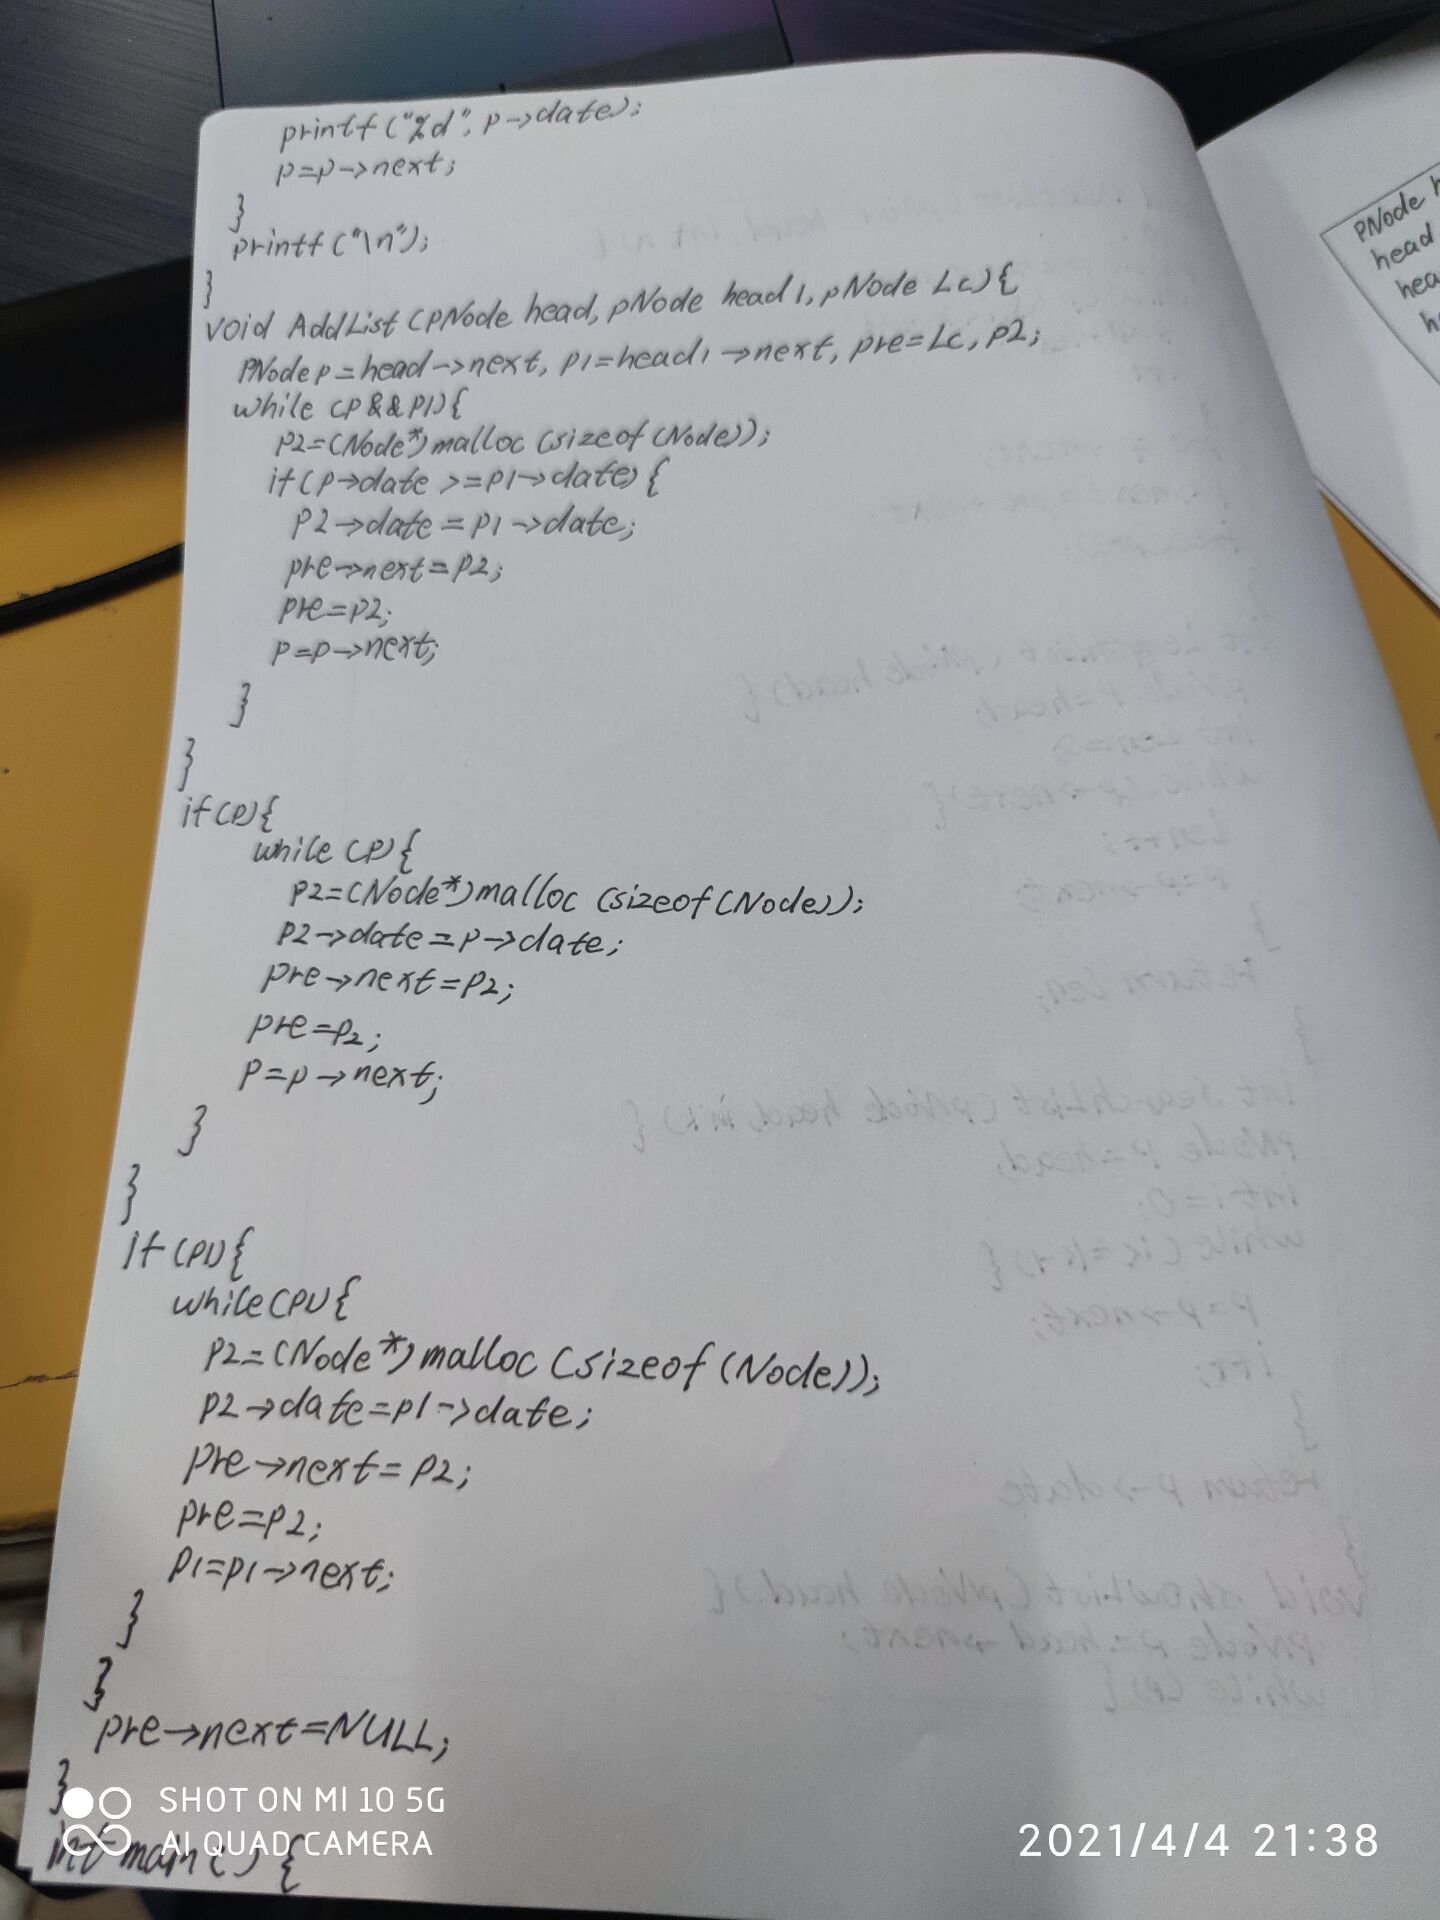 printf("%d", p->date);
p=p->next;
}
printf("\n");
}
void AddList (PNode head, pNode head1, pNode Lc){
PNode p=head->next, p1=head1->next, pre=Lc, p2;
while (p&&p1){
p2=(Node*)malloc(sizeof(Node));
if(p->date >=p1->date){
p2->date=p1->date;
pre->next=p2;
pre=p2;
p=p->next;
}
}
if(p){
while (p){
p2=(Node*)malloc (sizeof(Node));
p2->date=p->date;
pre->next=p2;
pre=p2;
p=p->next;
}
}
if(p1){
while(p1){
p2=(Node*)malloc(sizeof(Node));
p2->date=p1->date;
pre->next=p2;
pre=p2;
p1=p1->next;
}
}
pre->next=NULL;
}
int main() {
PNode
head
SHOT ON MI 10 5G
AI QUAD CAMERA
2021/4/4 21:38